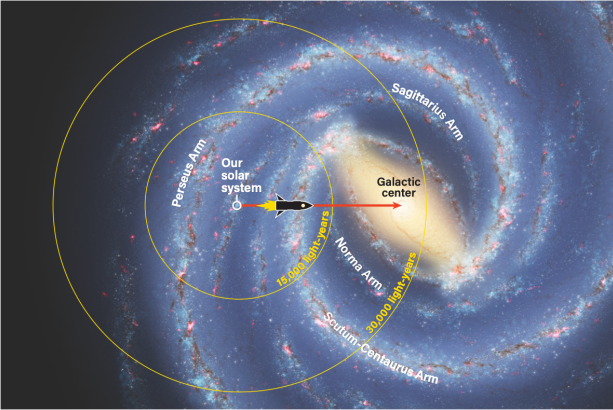 Sagittarius Arm
Perseus Arm
Our
solar
system
Galactic
center
15,000 light-years
Norma Arm
30,000 light-years
Scutum-Centaurus Arm